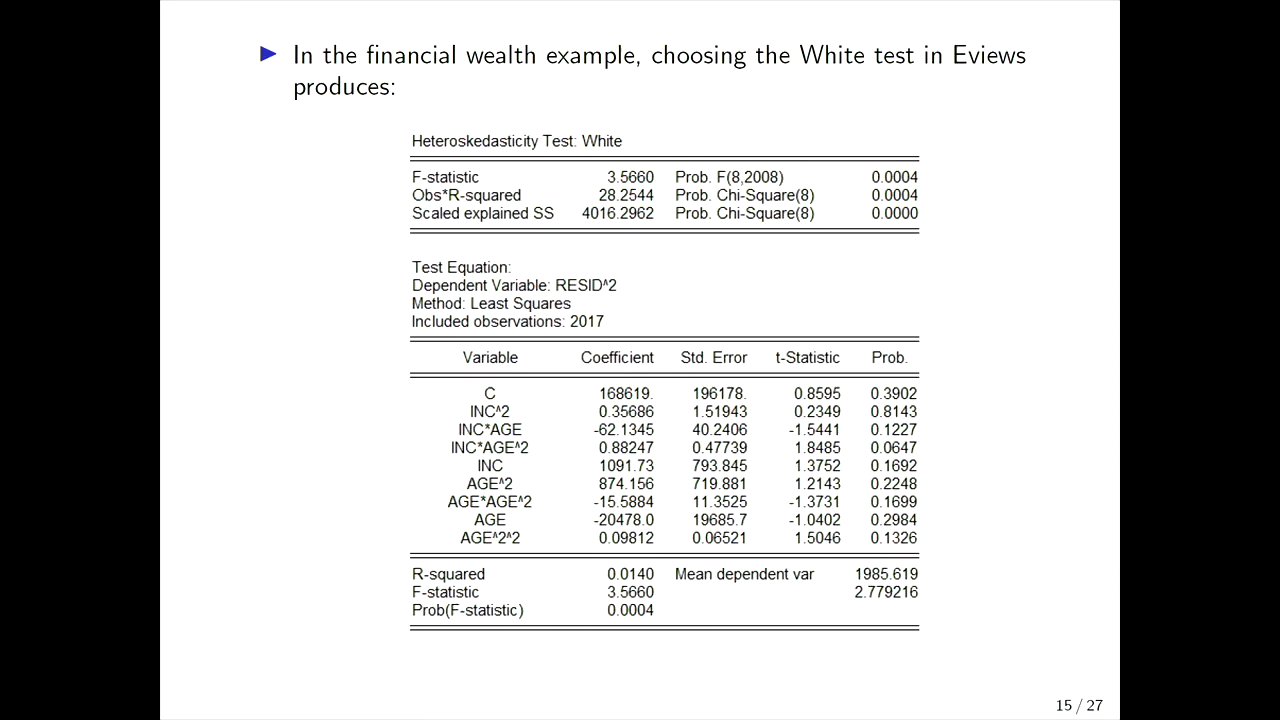 In the financial wealth example, choosing the White test in Eviews
produces:
Heteroskedasticity Test: White
F-statistic 3.5660 Prob. F(8,2008) 0.0004
Obs*R-squared 28.2544 Prob. Chi-Square(8) 0.0004
Scaled explained SS 4016.2962 Prob. Chi-Square(8) 0.0000
Test Equation:
Dependent Variable: RESID^2
Method: Least Squares
Included observations: 2017
Variable Coefficient Std. Error t-Statistic Prob.
C 168619. 196178. 0.8595 0.3902
INC^2 0.35686 1.51943 0.2349 0.8143
INC*AGE -62.1345 40.2406 -1.5441 0.1227
INC*AGE^2 0.88247 0.47739 1.8485 0.0647
INC 1091.73 793.845 1.3752 0.1692
AGE^2 874.156 719.881 1.2143 0.2248
AGE*AGE^2 -15.5884 11.3525 -1.3731 0.1699
AGE -20478.0 19685.7 -1.0402 0.2984
AGE^2^2 0.09812 0.06521 1.5046 0.1326
R-squared 0.0140 Mean dependent var 1985.619
F-statistic 3.5660 2.779216
Prob(F-statistic) 0.0004
15 / 27